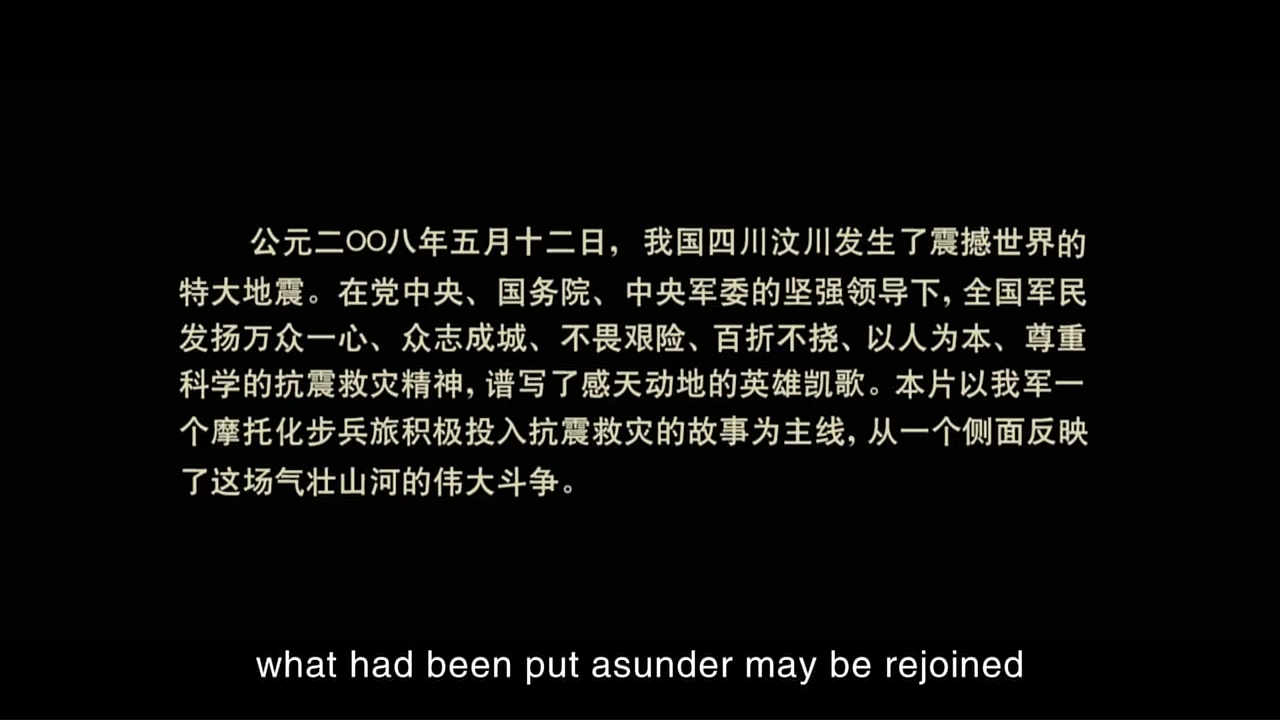 公元二〇〇八年五月十二日，我国四川汶川发生了震撼世界的
特大地震。在党中央、国务院、中央军委的坚强领导下，全国军民
发扬万众一心、众志成城、不畏艰险、百折不挠、以人为本、尊重
科学的抗震救灾精神，谱写了感天动地的英雄凯歌。本片以我军一
个摩托化步兵旅积极投入抗震救灾的故事为主线，从一个侧面反映
了这场气壮山河的伟大斗争。
what had been put asunder may be rejoined